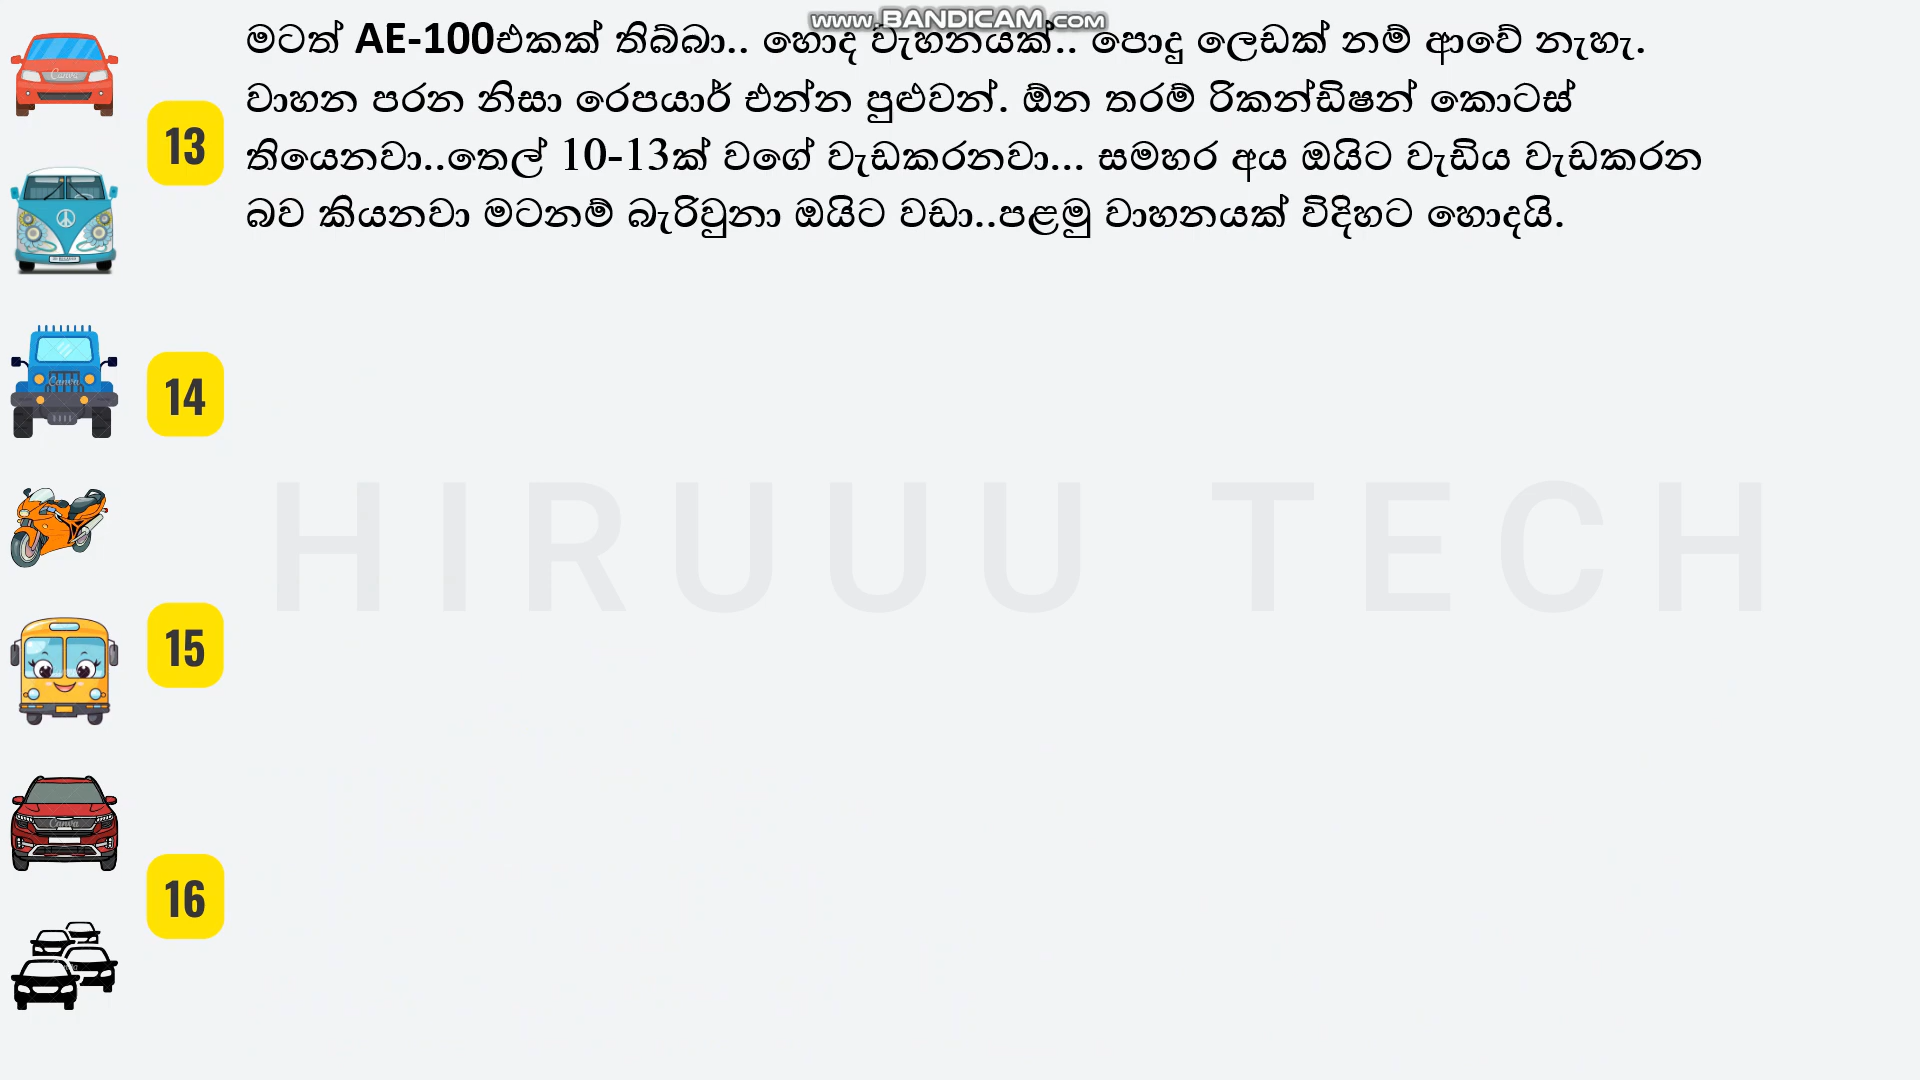 www.BANDICAM.com
මටත් AE-100එකක් තිබ්බා.. හොද වැහනයක්.. පොදු ලෙඩක් නම් ආවේ නැහැ.
13
වාහන පරන නිසා රෙපයාර් එන්න පුළුවන්. ඕන තරම් රිකන්ඩිෂන් කොටස්
තියෙනවා..තෙල් 10-13ක් වගේ වැඩකරනවා... සමහර අය ඔයිට වැඩිය වැඩකරන
බව කියනවා මටනම් බැරිවුනා ඔයිට වඩා..පළමු වාහනයක් විදිහට හොදයි.
14
HIRUUU TECH
15
16